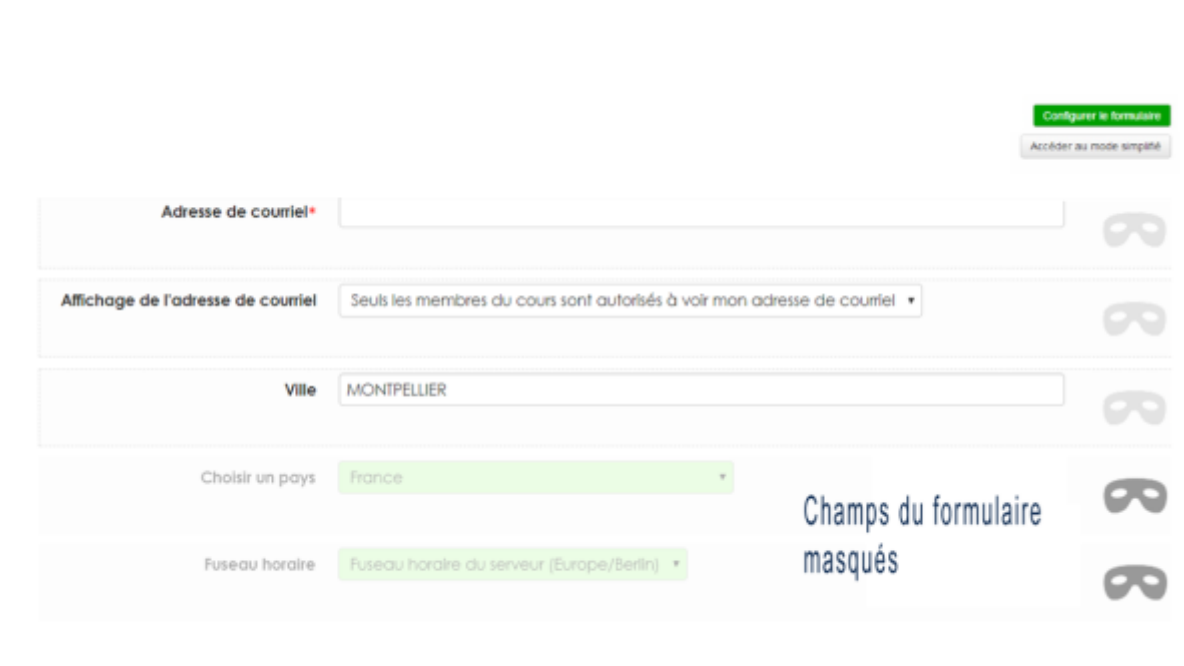 Configurer le formulaire
Accéder au mode simplifié
Adresse de courriel*
Affichage de l'adresse de courriel Seuls les membres du cours sont autorisés à voir mon adresse de courriel
Ville MONTPELLIER
Choisir un pays France
Champs du formulaire
masqués
Fuseau horaire Fuseau horaire du serveur (Europe/Berlin)